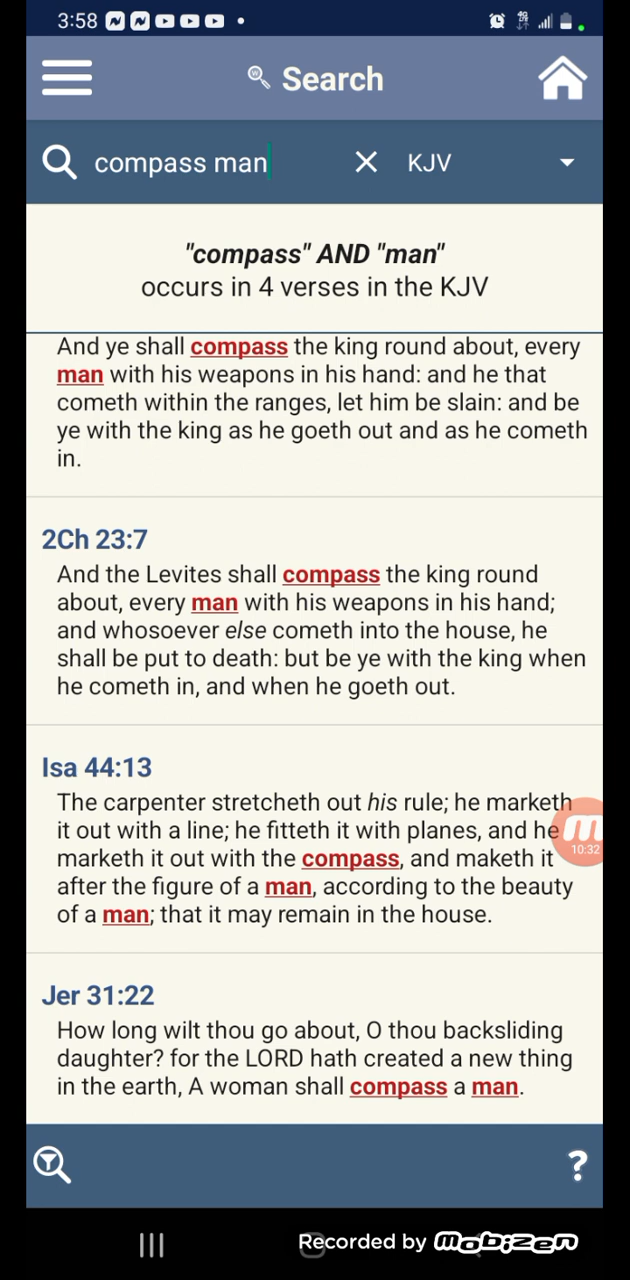 3:58
Search
compass man
KJV
"compass" AND "man"
occurs in 4 verses in the KJV
And ye shall compass the king round about, every
man with his weapons in his hand: and he that
cometh within the ranges, let him be slain: and be
ye with the king as he goeth out and as he cometh
in.
2Ch 23:7
And the Levites shall compass the king round
about, every man with his weapons in his hand;
and whosoever else cometh into the house, he
shall be put to death: but be ye with the king when
he cometh in, and when he goeth out.
Isa 44:13
The carpenter stretcheth out his rule; he marketh
it out with a line; he fitteth it with planes, and he
marketh it out with the compass, and maketh it
10:32
after the figure of a man, according to the beauty
of a man; that it may remain in the house.
Jer 31:22
How long wilt thou go about, O thou backsliding
daughter? for the LORD hath created a new thing
in the earth, A woman shall compass a man.
?
Recorded by mobizen